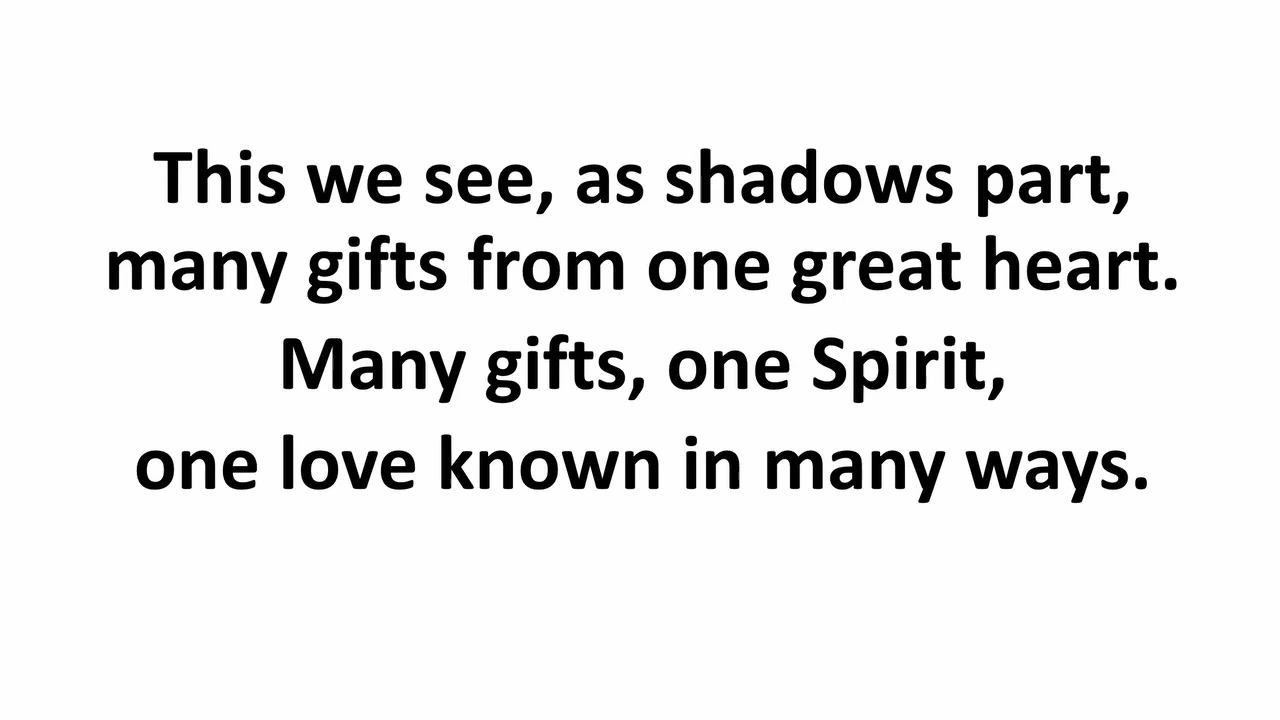 This we see, as shadows part,
many gifts from one great heart.
Many gifts, one Spirit,
one love known in many ways.